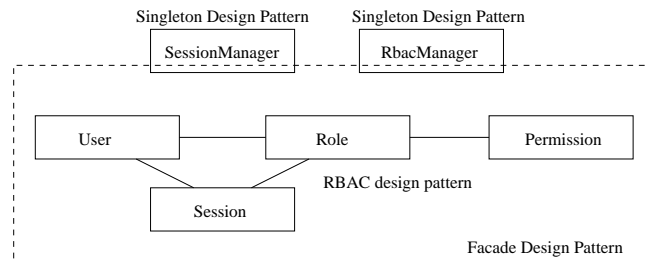 Singleton Design Pattern Singleton Design Pattern
SessionManager RbacManager
User Role Permission
RBAC design pattern
Session
Facade Design Pattern